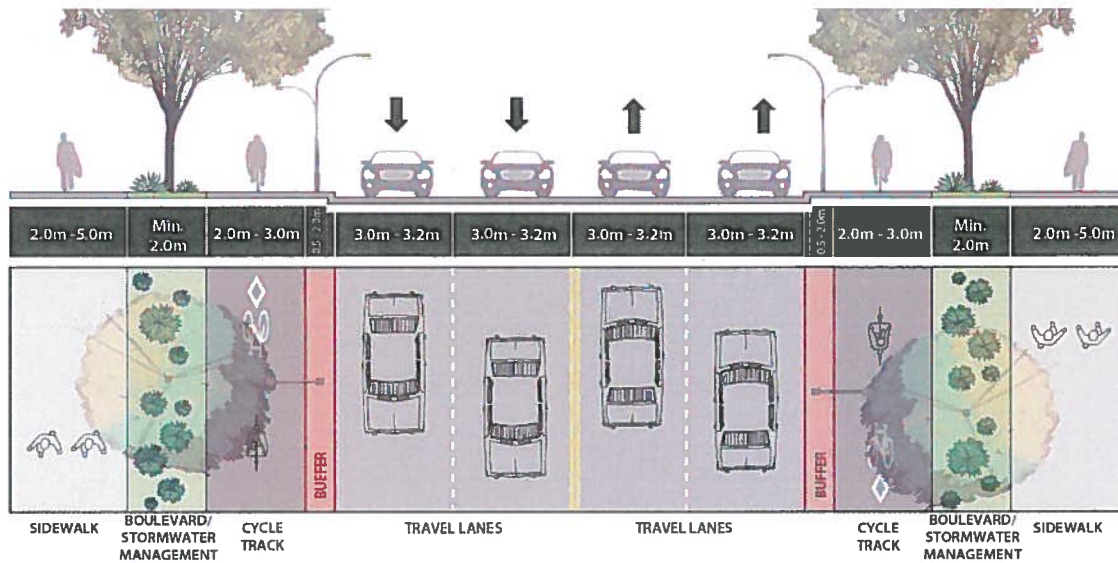 2.0m -5.0m
Min.
2.0m
2.0m - 3.0m
0.5 - 2.0m
3.0m - 3.2m
3.0m - 3.2m
3.0m - 3.2m
3.0m - 3.2m
0.5 - 2.0m
2.0m - 3.0m
Min.
2.0m
2.0m -5.0m
BUFFER
BUFFER
SIDEWALK
BOULEVARD/
STORMWATER
MANAGEMENT
CYCLE
TRACK
TRAVEL LANES
TRAVEL LANES
CYCLE
TRACK
BOULEVARD/
STORMWATER
MANAGEMENT
SIDEWALK